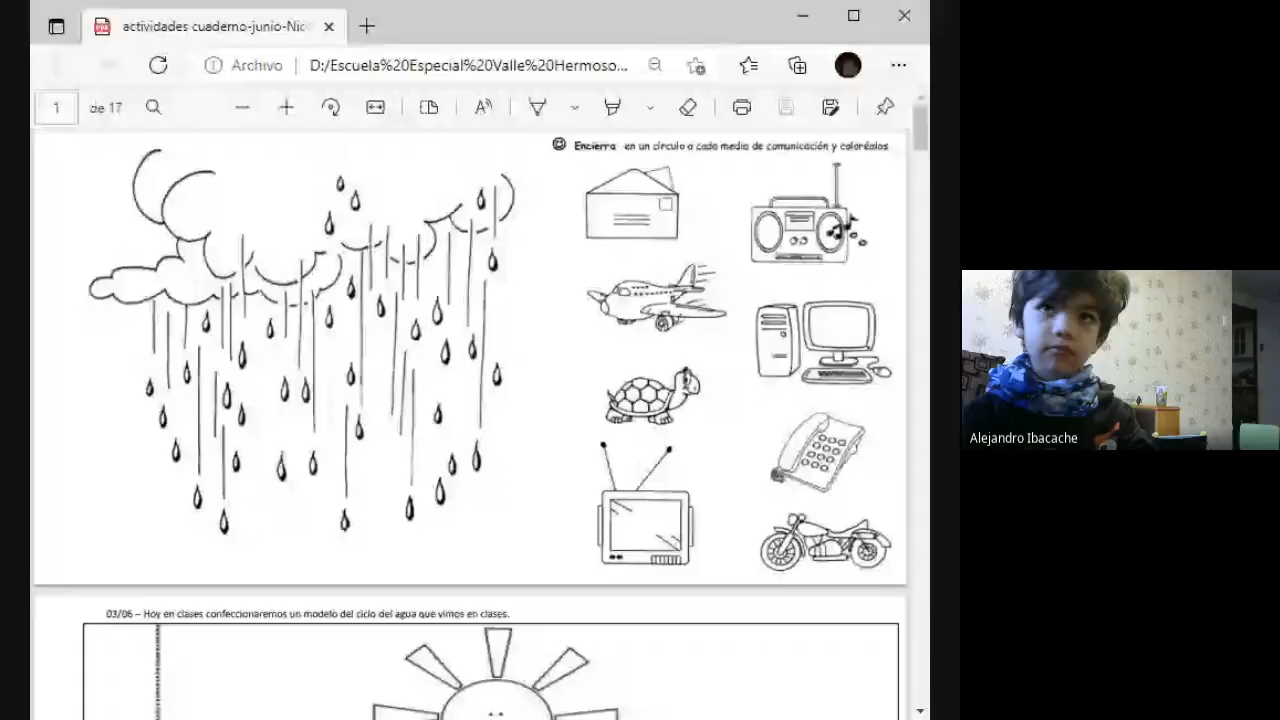 actividades cuaderno-junio-Nic
Archivo
D:/Escuela%20Especial%20Valle%20Hermoso...
1 de 17
Encierra en un círculo a cada medio de comunicación y coloréalos
03/06 – Hoy en clases confeccionaremos un modelo del ciclo del agua que vimos en clases.
Alejandro Ibacache